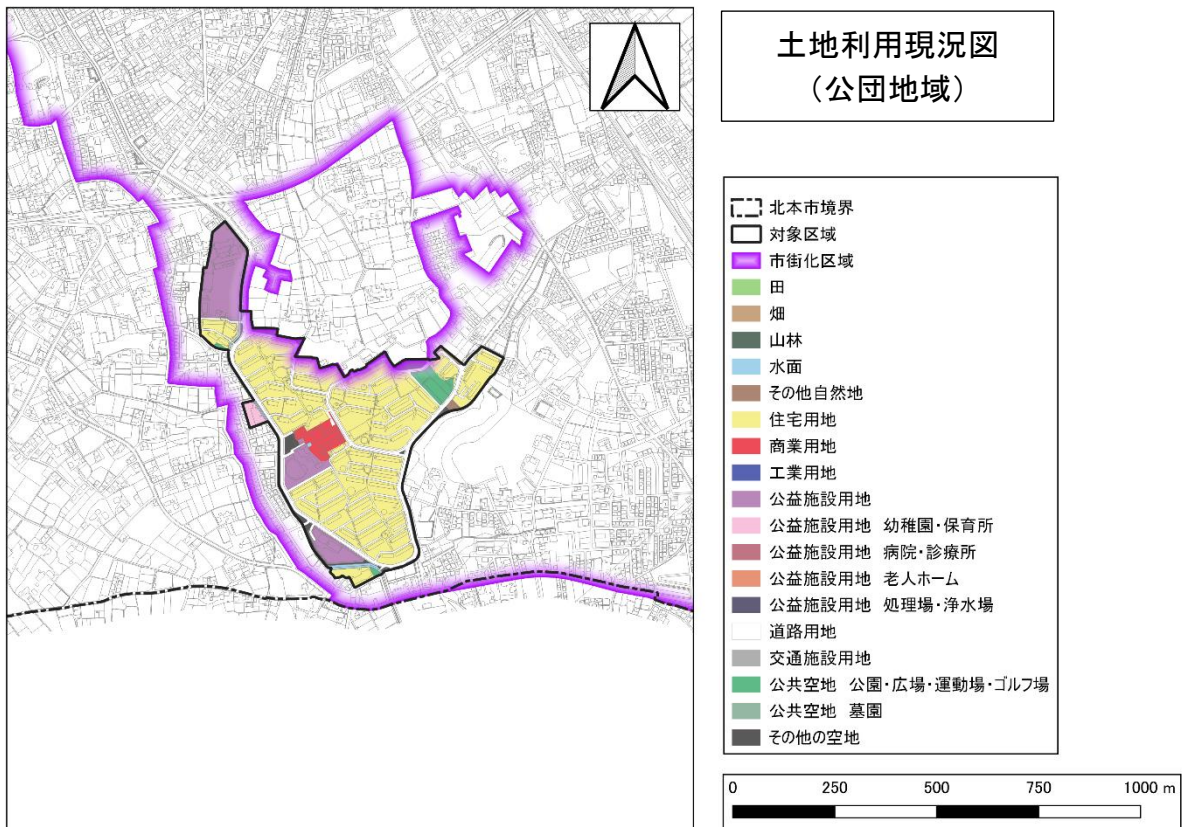 土地利用現況図
(公団地域)
北本市境界
対象区域
市街化区域
田
畑
山林
水面
その他自然地
住宅用地
商業用地
工業用地
公益施設用地
公益施設用地 幼稚園・保育所
公益施設用地 病院・診療所
公益施設用地 老人ホーム
公益施設用地 処理場・浄水場
道路用地
交通施設用地
公共空地 公園・広場・運動場・ゴルフ場
公共空地 墓園
その他の空地
0 250 500 750 1000 m